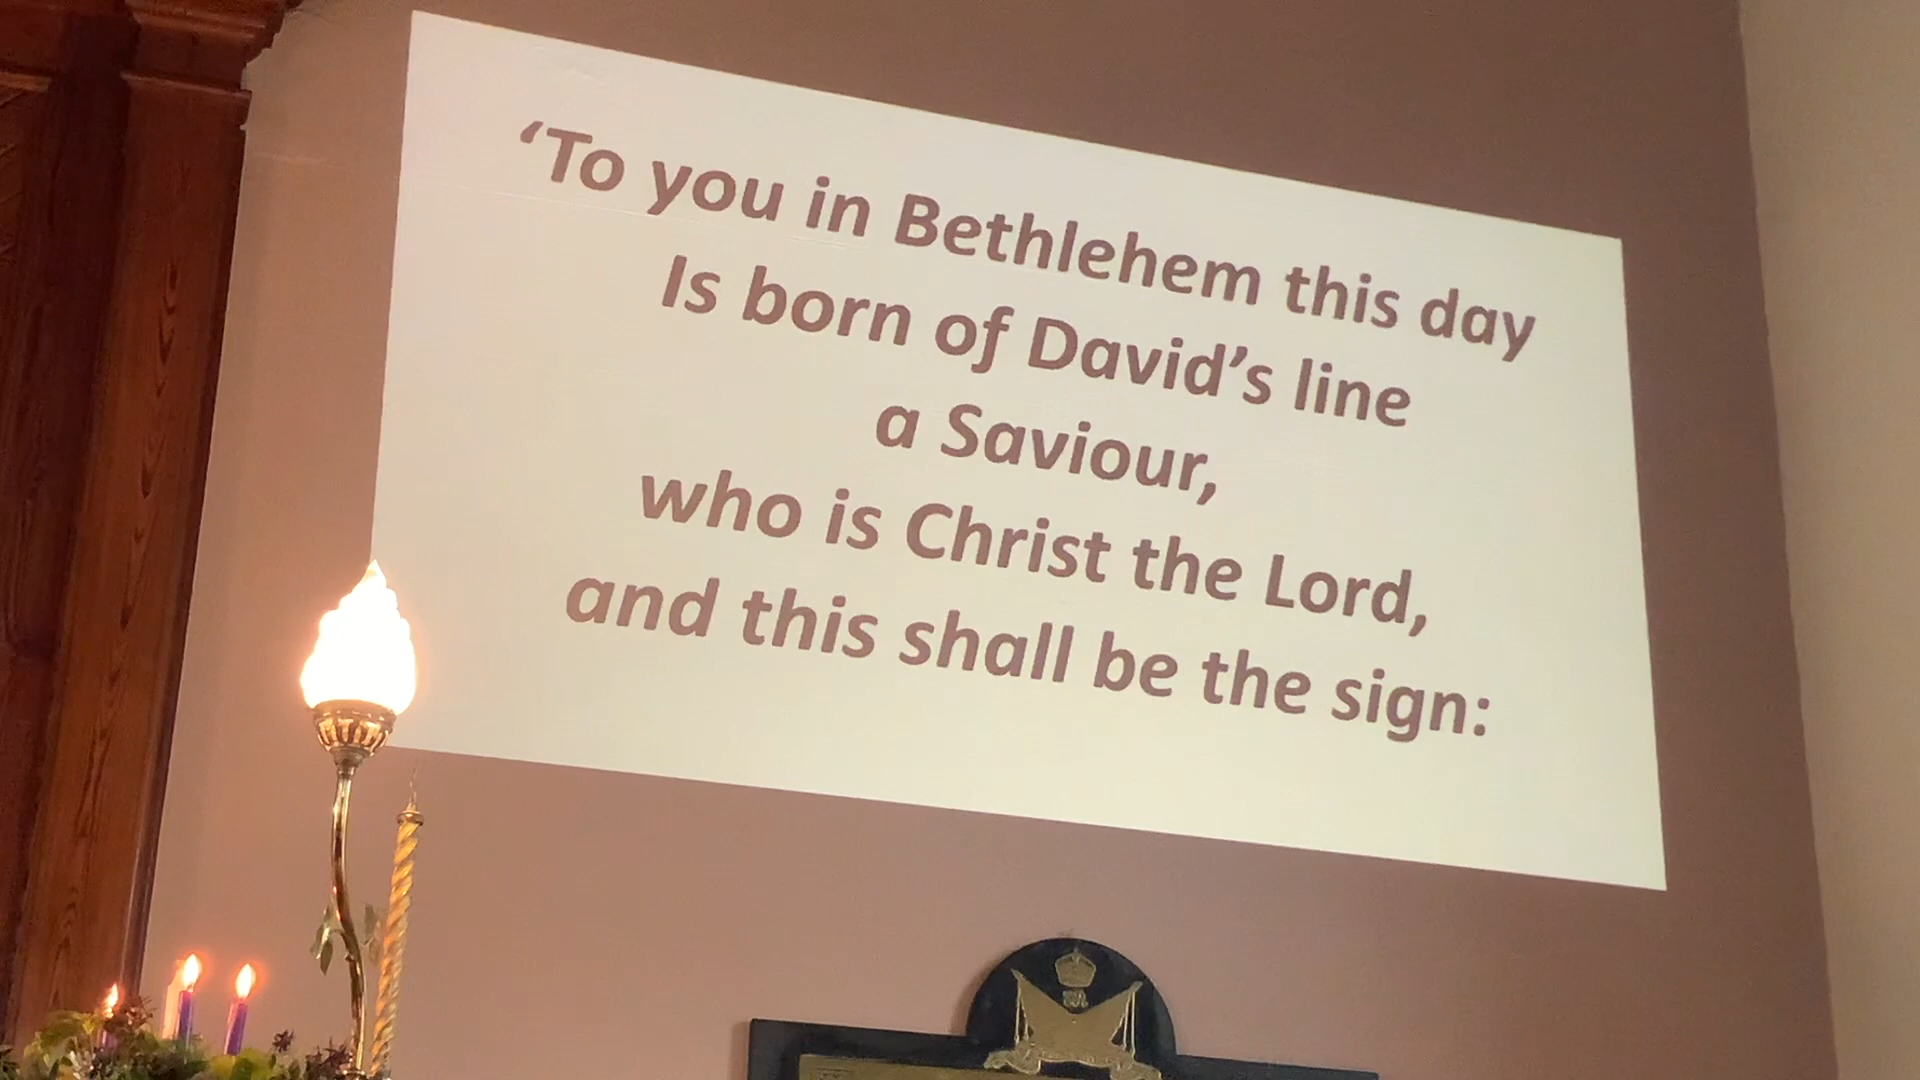 ‘To you in Bethlehem this day
Is born of David’s line
a Saviour,
who is Christ the Lord,
and this shall be the sign: